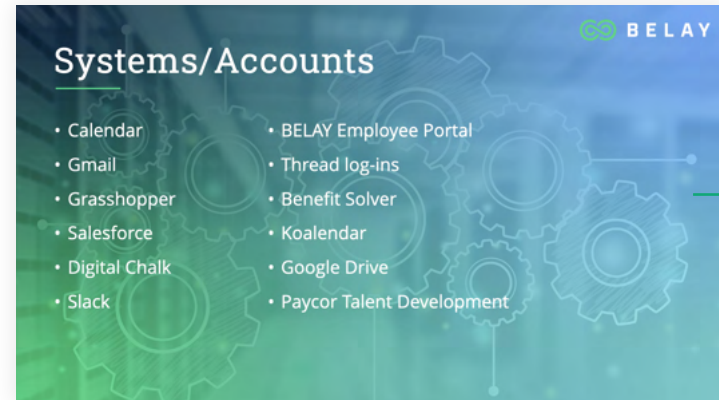 BELAY
Systems/Accounts
• Calendar
• Gmail
• Grasshopper
• Salesforce
• Digital Chalk
• Slack
• BELAY Employee Portal
• Thread log-ins
• Benefit Solver
• Koalendar
• Google Drive
• Paycor Talent Development